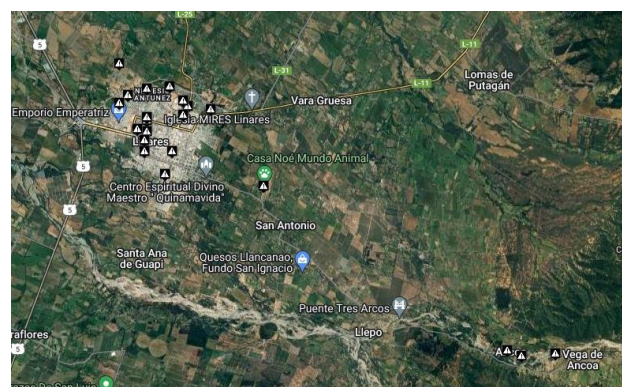 L-25
5
L-11
Lomas de
Putagán
L-31
L-11
Vara Gruesa
Emporio Emperatriz
Iglesia MIRES Linares
Casa Noé Mundo Animal
5
Centro Espiritual Divino
Maestro "Quinamavida"
5
San Antonio
Santa Ana
de Guapi
Quesos Llancanao,
Fundo San Ignacio
Puente Tres Arcos
Llepo
raflores
5
Vega de
Ancoa